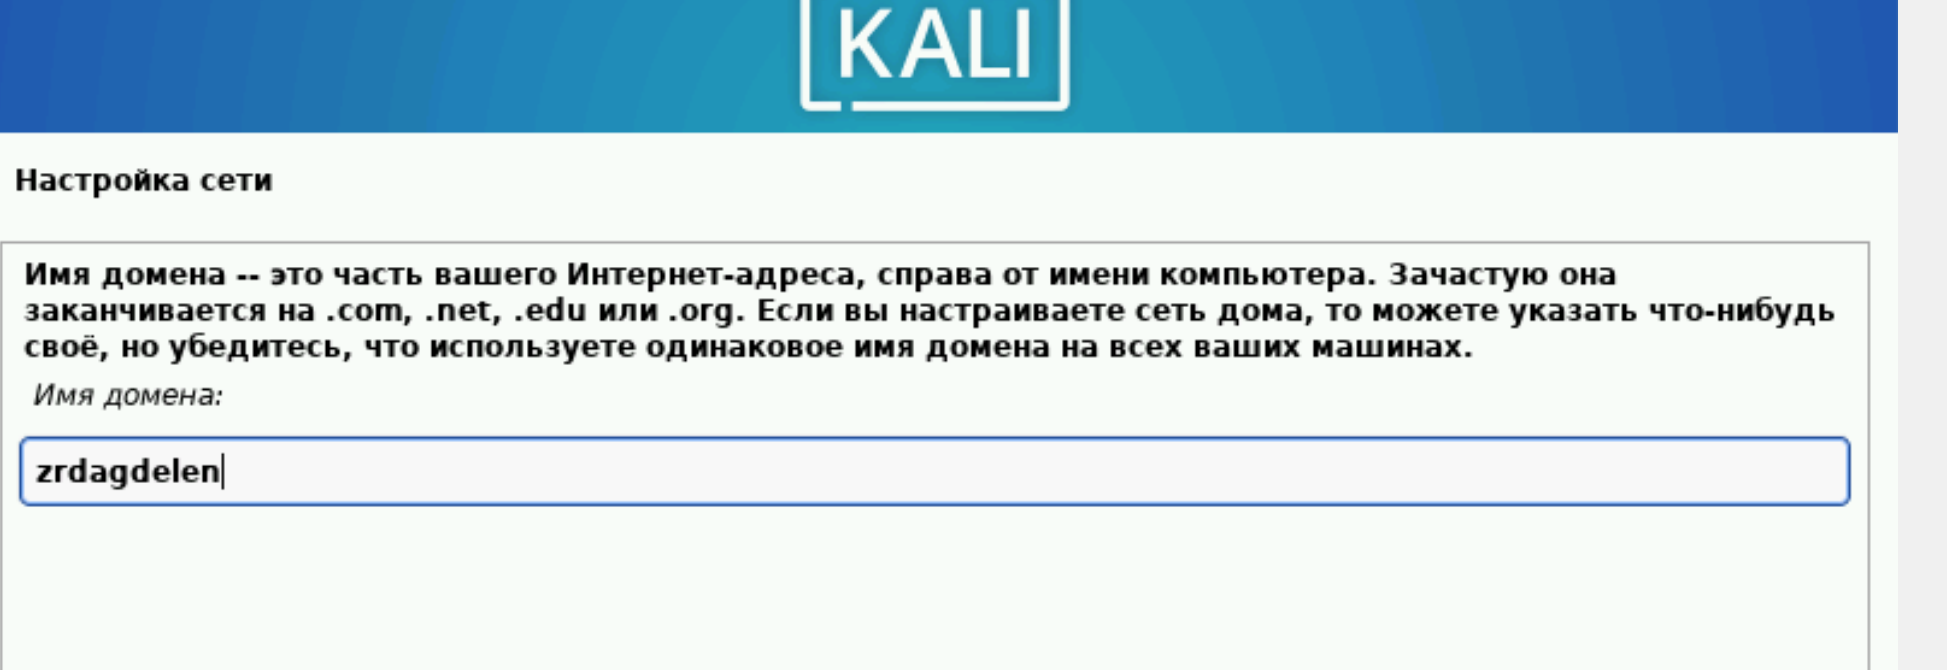 KALI
Настройка сети
Имя домена -- это часть вашего Интернет-адреса, справа от имени компьютера. Зачастую она
заканчивается на .com, .net, .edu или .org. Если вы настраиваете сеть дома, то можете указать что-нибудь
своё, но убедитесь, что используете одинаковое имя домена на всех ваших машинах.
Имя домена:
zrdagdelen